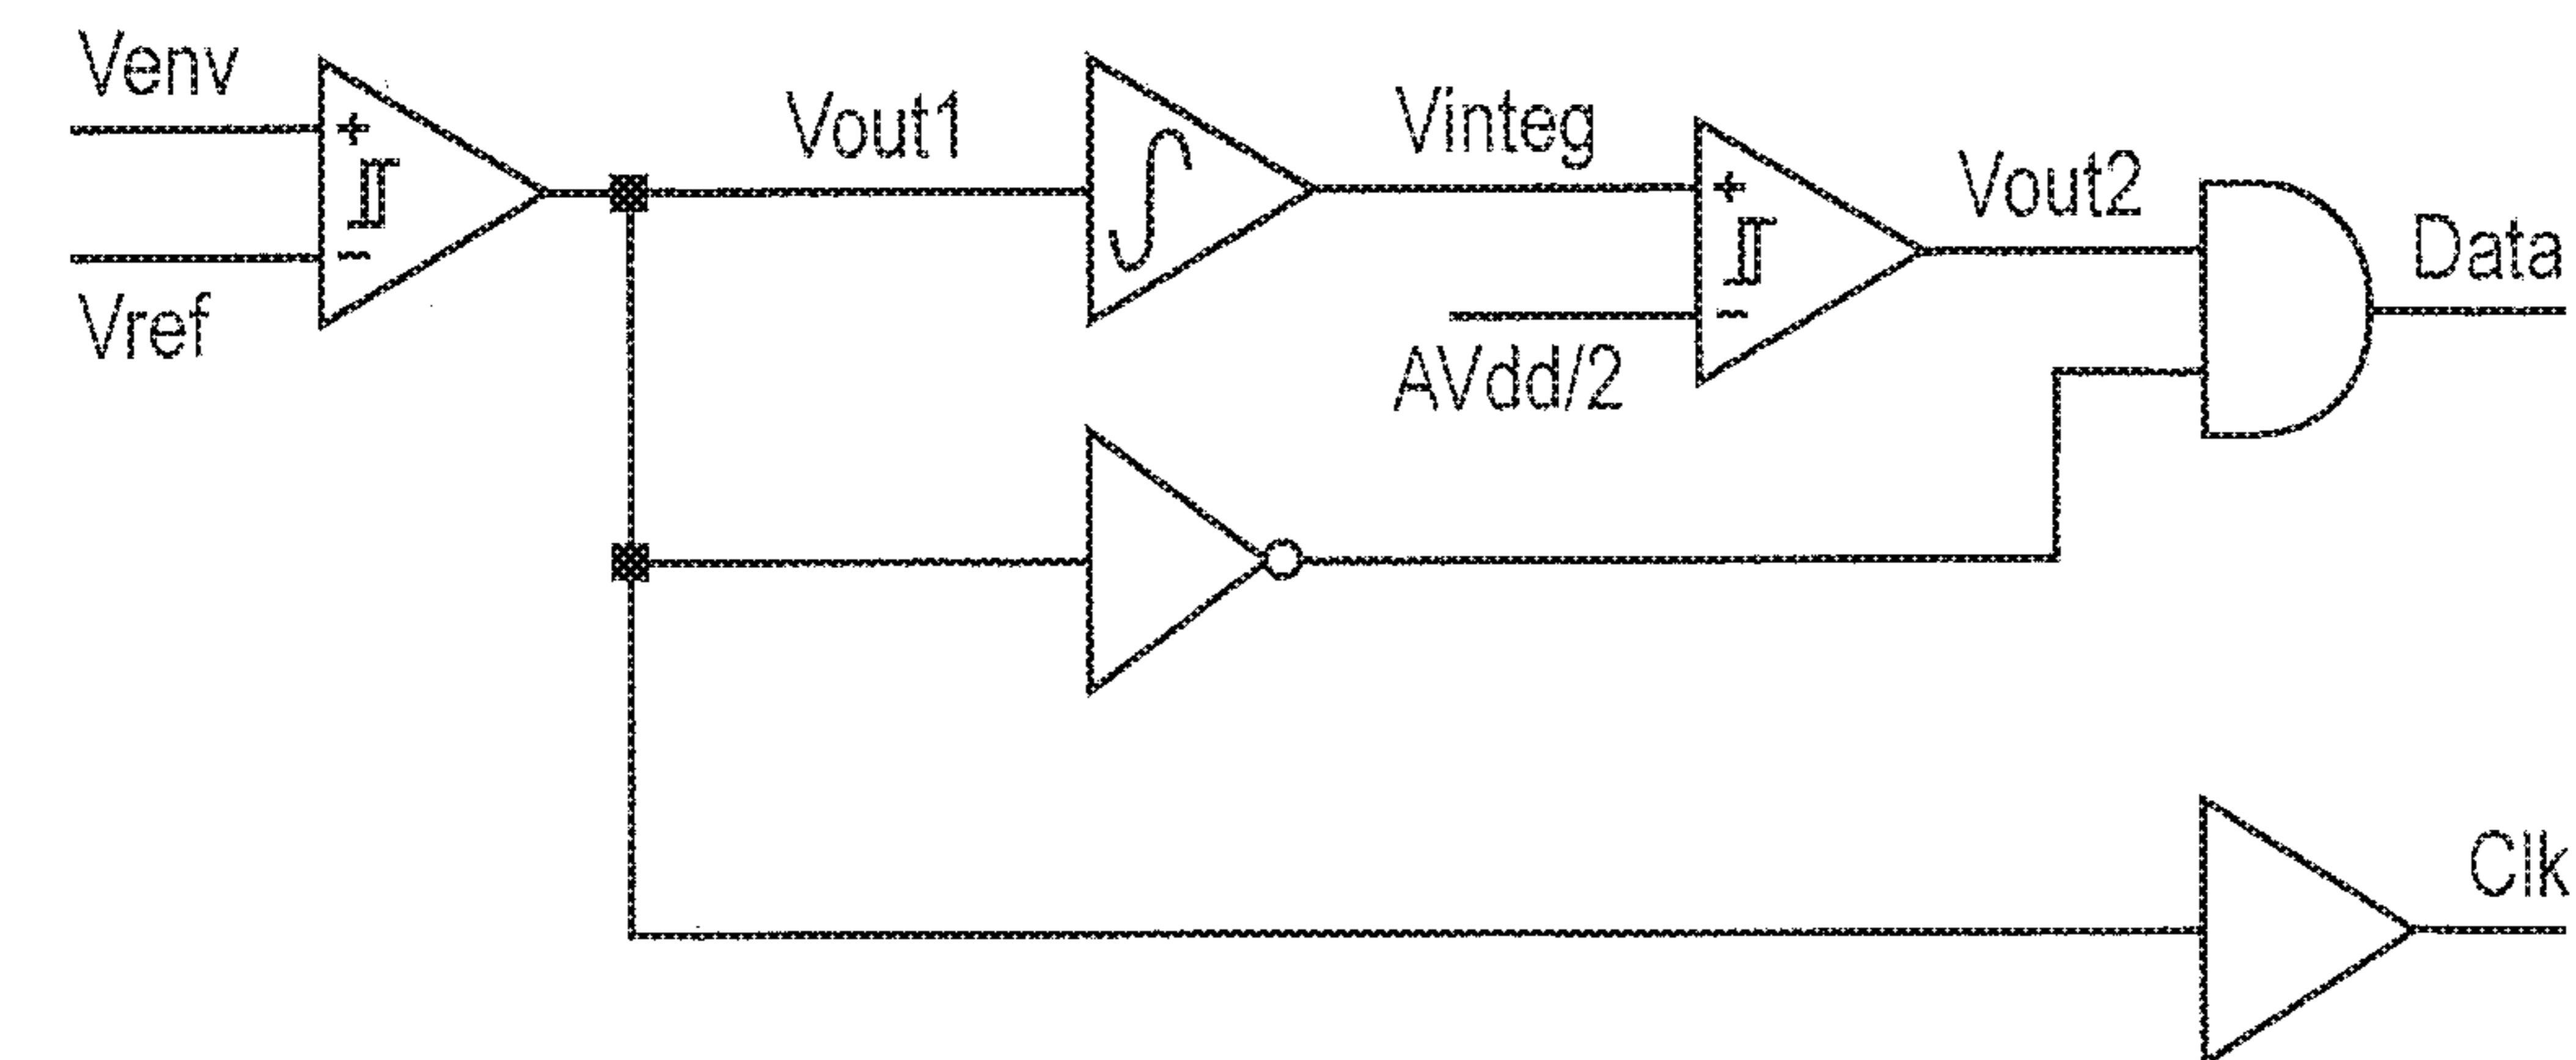 Venv
Vref
Vout1
Vinteg
AVdd/2
Vout2
Data
Clk